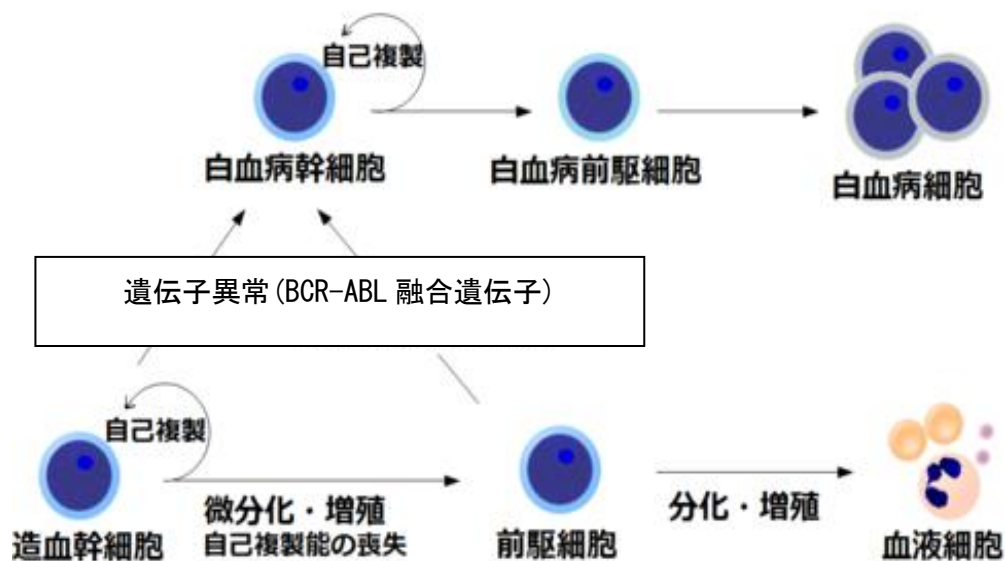 自己複製
白血病幹細胞
白血病前駆細胞
白血病細胞
遺伝子異常(BCR-ABL 融合遺伝子)
自己複製
造血幹細胞
微分化・増殖
自己複製能の喪失
前駆細胞
分化・増殖
血液細胞